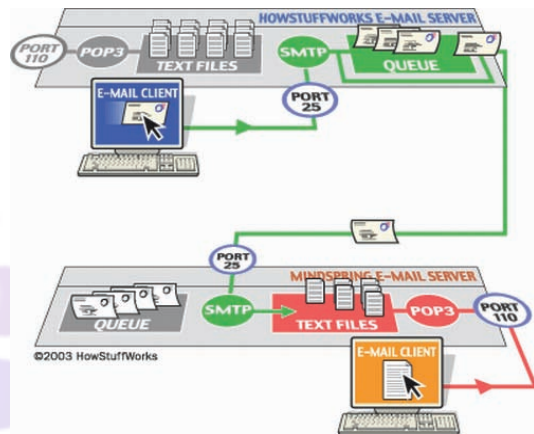 HOWSTUFFWORKS E-MAIL SERVER
PORT 110
POP3
TEXT FILES
SMTP
QUEUE
E-MAIL CLIENT
PORT 25
PORT 25
MINDSPRING E-MAIL SERVER
QUEUE
SMTP
TEXT FILES
POP3
PORT 110
©2003 HowStuffWorks
E-MAIL CLIENT